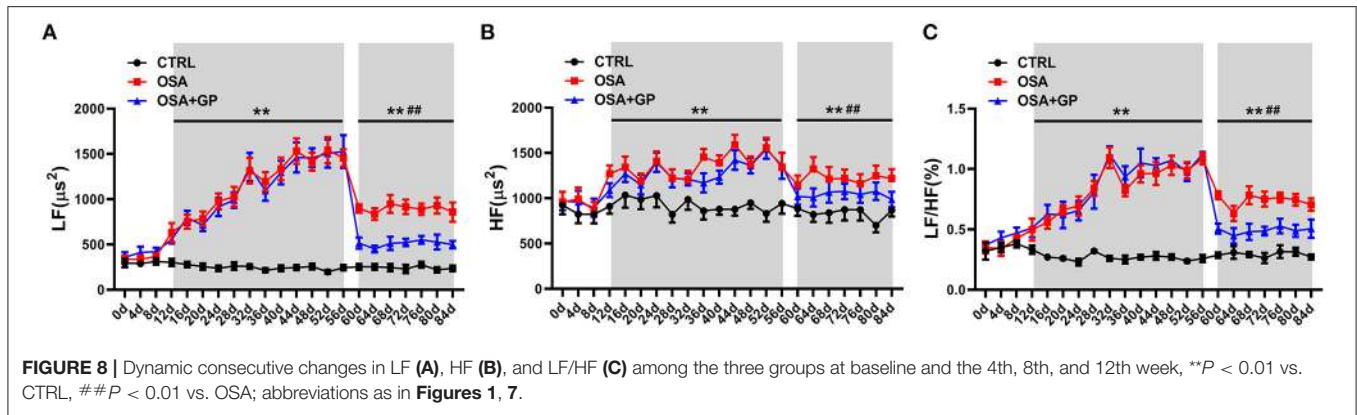 A
CTRL
OSA
OSA+GP
**
** ##
2000
1500
1000
500
0
LF(μs²)
0d 4d 8d 12d 16d 20d 24d 28d 32d 36d 40d 44d 48d 52d 56d 60d 64d 68d 72d 76d 80d 84d
B
CTRL
OSA
OSA+GP
**
** ##
2000
1500
1000
500
0
HF(μs²)
0d 4d 8d 12d 16d 20d 24d 28d 32d 36d 40d 44d 48d 52d 56d 60d 64d 68d 72d 76d 80d 84d
C
CTRL
OSA
OSA+GP
**
** ##
1.5
1.0
0.5
0.0
LF/HF(%)
0d 4d 8d 12d 16d 20d 24d 28d 32d 36d 40d 44d 48d 52d 56d 60d 64d 68d 72d 76d 80d 84d
FIGURE 8 | Dynamic consecutive changes in LF (A), HF (B), and LF/HF (C) among the three groups at baseline and the 4th, 8th, and 12th week, **P < 0.01 vs.
CTRL, ##P < 0.01 vs. OSA; abbreviations as in Figures 1, 7.